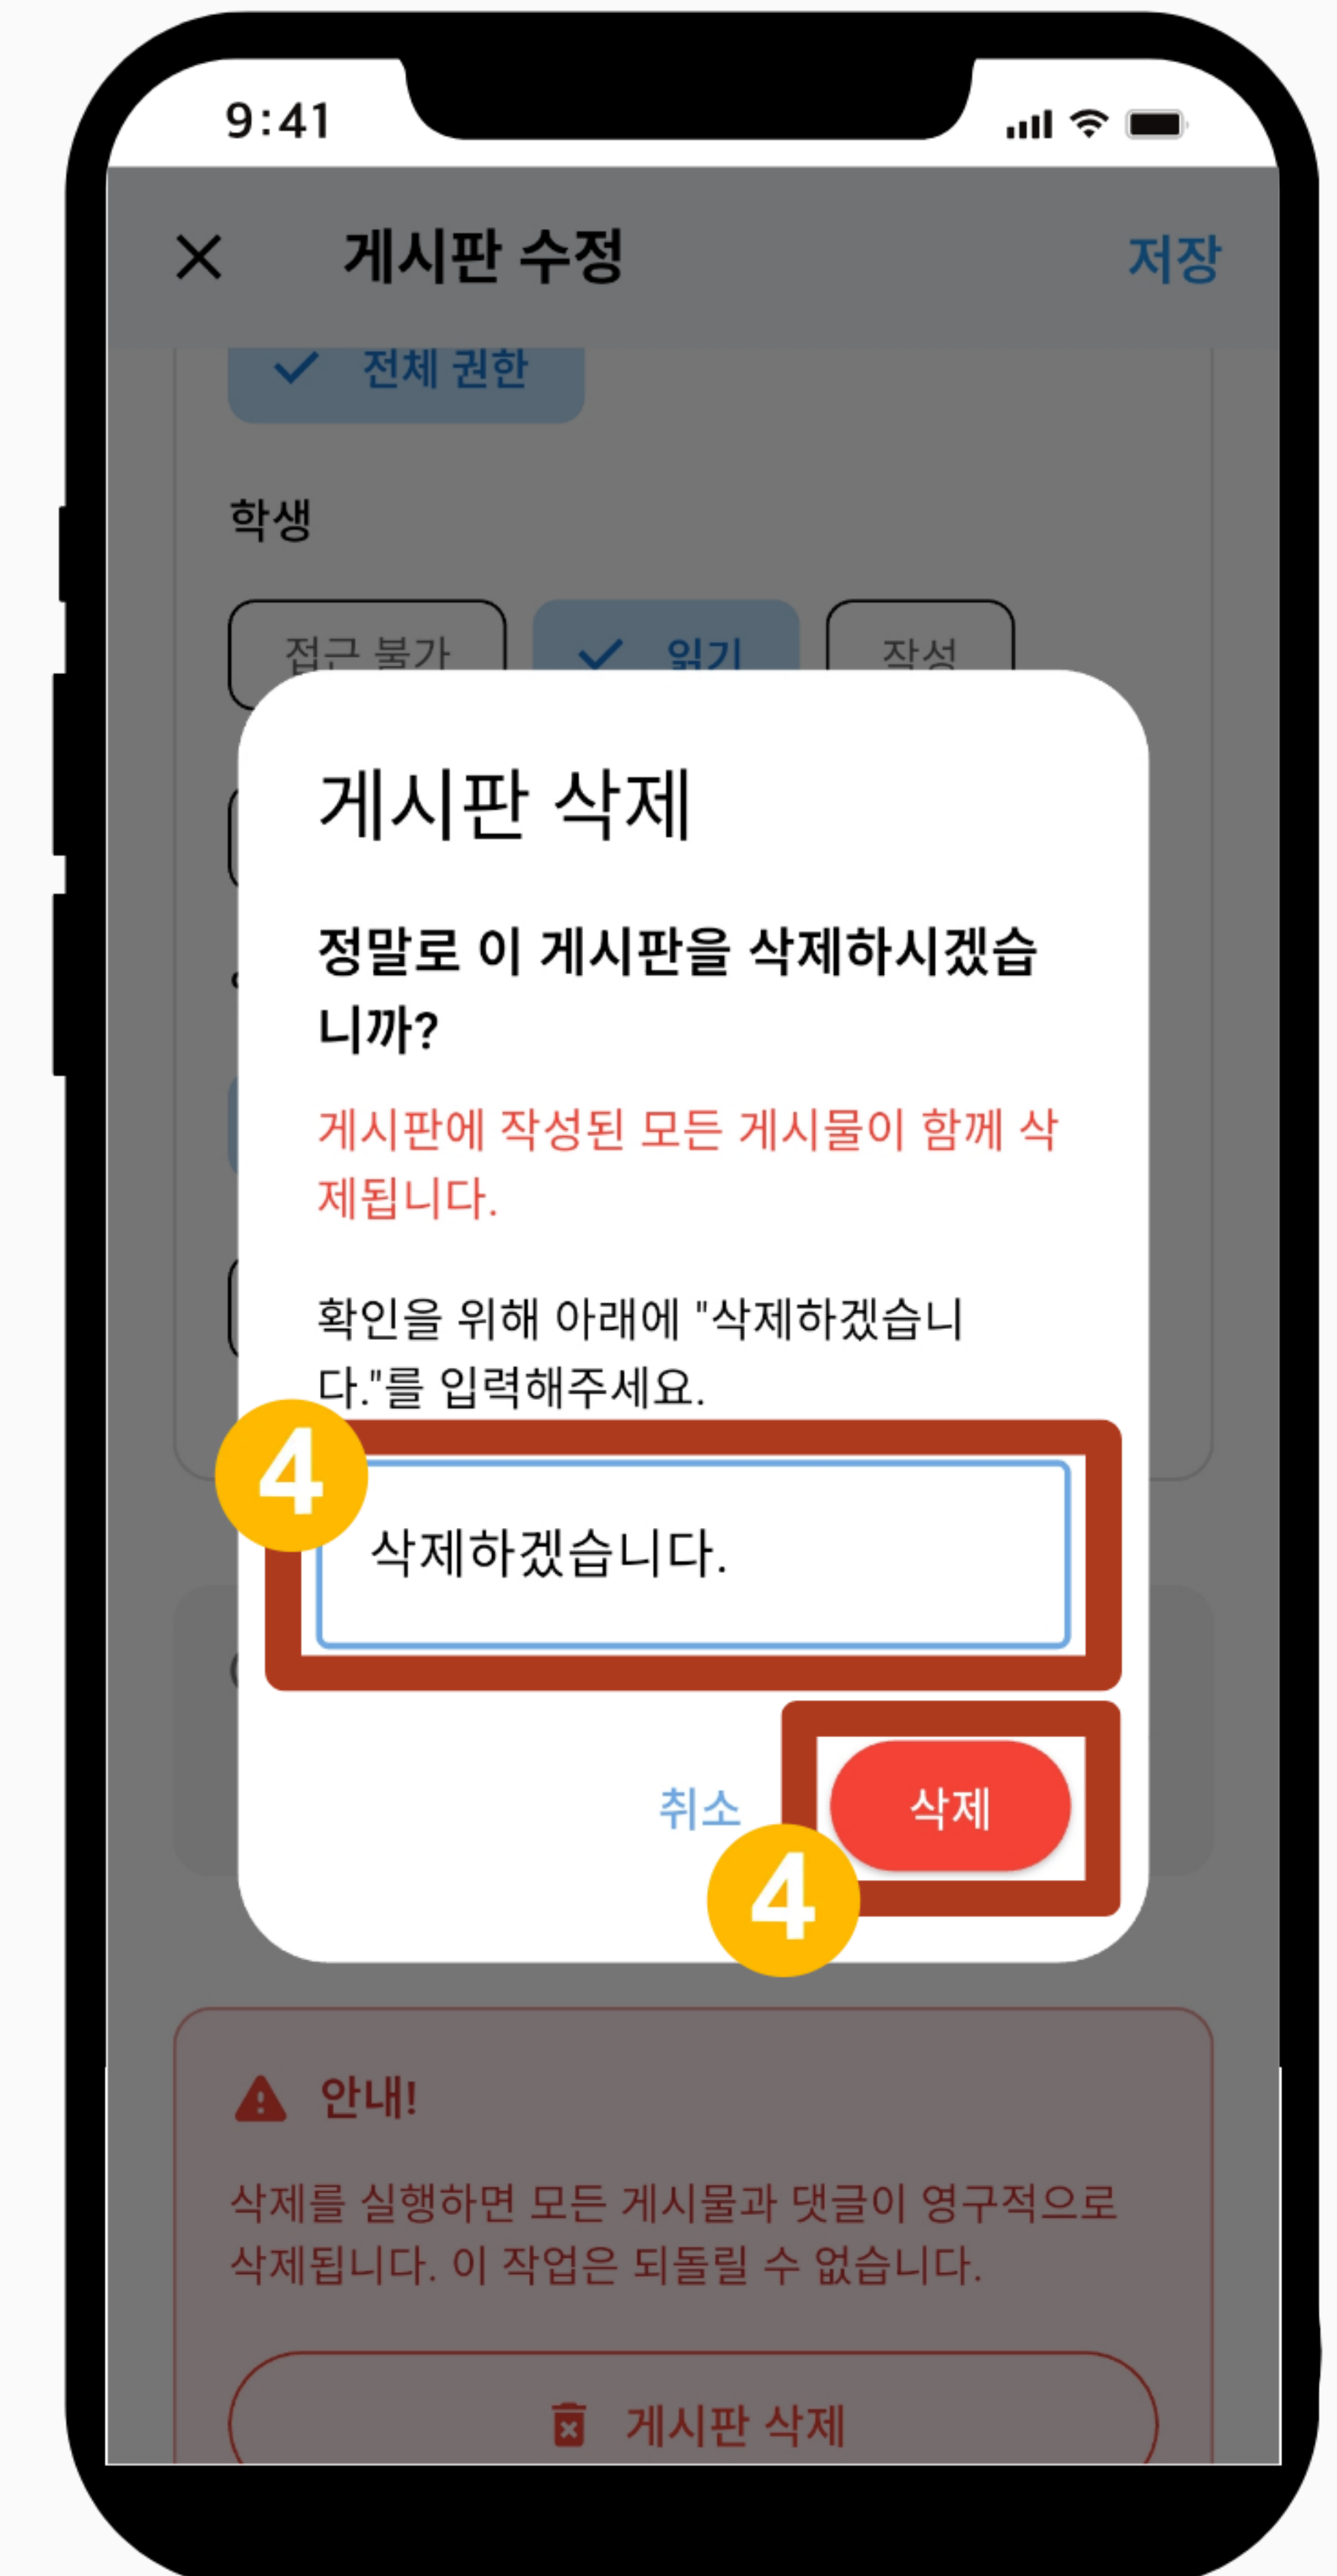 9:41
게시판 수정
저장
전체 권한
학생
접근 불가
읽기
작성
게시판 삭제
정말로 이 게시판을 삭제하시겠습
니까?
게시판에 작성된 모든 게시물이 함께 삭
제됩니다.
확인을 위해 아래에 "삭제하겠습니
다."를 입력해주세요.
4
삭제하겠습니다.
취소
삭제
4
안내!
삭제를 실행하면 모든 게시물과 댓글이 영구적으로
삭제됩니다. 이 작업은 되돌릴 수 없습니다.
게시판 삭제